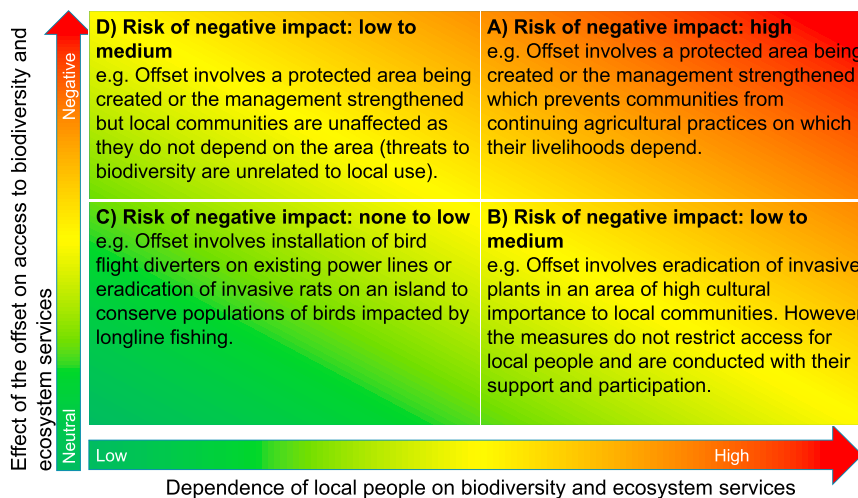 Effect of the offset on access to biodiversity and
ecosystem services
Negative
Neutral
D) Risk of negative impact: low to
medium
e.g. Offset involves a protected area being
created or the management strengthened
but local communities are unaffected as
they do not depend on the area (threats to
biodiversity are unrelated to local use).
A) Risk of negative impact: high
e.g. Offset involves a protected area being
created or the management strengthened
which prevents communities from
continuing agricultural practices on which
their livelihoods depend.
C) Risk of negative impact: none to low
e.g. Offset involves installation of bird
flight diverters on existing power lines or
eradication of invasive rats on an island to
conserve populations of birds impacted by
longline fishing.
B) Risk of negative impact: low to
medium
e.g. Offset involves eradication of invasive
plants in an area of high cultural
importance to local communities. However
the measures do not restrict access for
local people and are conducted with their
support and participation.
Low
High
Dependence of local people on biodiversity and ecosystem services